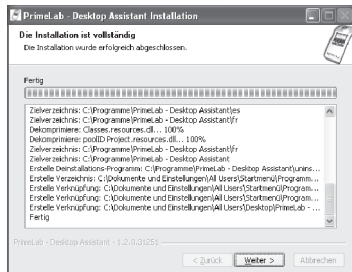 PrimeLab - Desktop Assistant Installation
Die Installation ist vollständig
Die Installation wurde erfolgreich abgeschlossen.
Fertig
Zielverzeichnis: C:\Programme\PrimeLab - Desktop Assistant\es
Zielverzeichnis: C:\Programme\PrimeLab - Desktop Assistant\fr
Dekomprimiere: Classes.resources.dll... 100%
Dekomprimiere: poolID Project.resources.dll... 100%
Zielverzeichnis: C:\Programme\PrimeLab - Desktop Assistant\fr
Zielverzeichnis: C:\Programme\PrimeLab - Desktop Assistant
Erstelle Deinstallations-Programm: C:\Programme\PrimeLab - Desktop Assistant\unins...
Erstelle Verzeichnis: C:\Dokumente und Einstellungen\All Users\Startmenü\Programm...
Erstelle Verknüpfung: C:\Dokumente und Einstellungen\All Users\Startmenü\Program...
Erstelle Verknüpfung: C:\Dokumente und Einstellungen\All Users\Startmenü\Program...
Erstelle Verknüpfung: C:\Dokumente und Einstellungen\All Users\Desktop\PrimeLab - ...
Fertig
PrimeLab - Desktop Assistant - 1.2.0.31251
< Zurück Weiter > Abbrechen